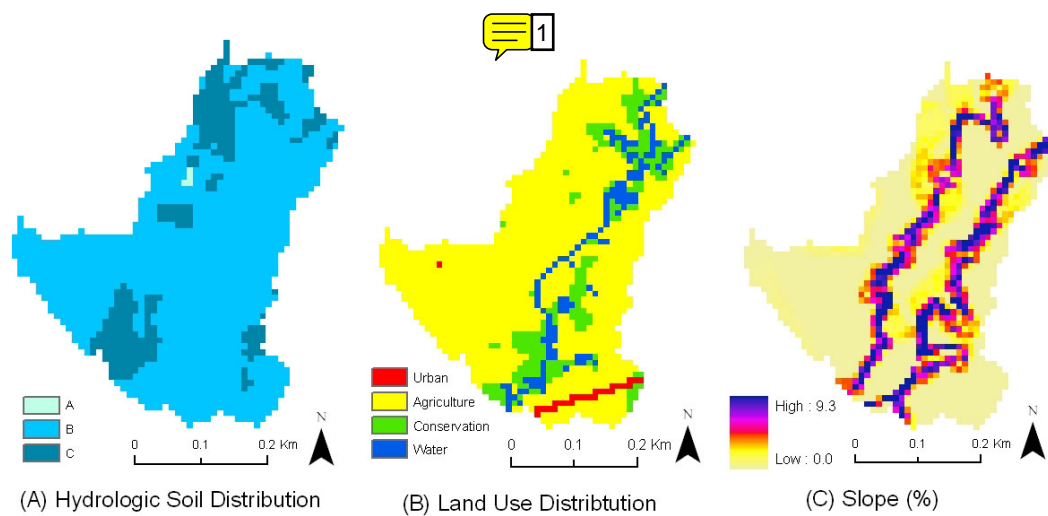 1
A
B
C
N
0 0.1 0.2 Km
(A) Hydrologic Soil Distribution
Urban
Agriculture
Conservation
Water
N
0 0.1 0.2 Km
(B) Land Use Distribtution
High : 9.3
Low : 0.0
N
0 0.1 0.2 Km
(C) Slope (%)